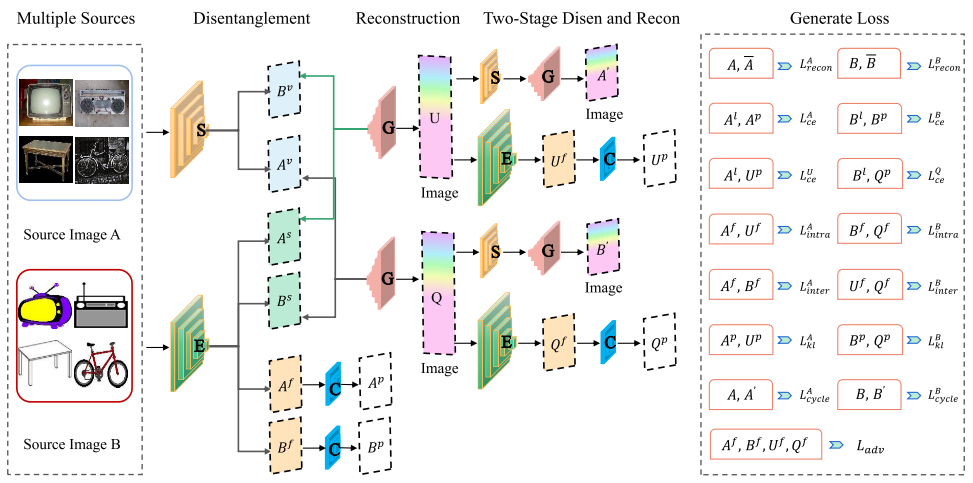 Multiple Sources
Disentanglement
Reconstruction
Two-Stage Disen and Recon
Generate Loss
Source Image A
Source Image B
S
E
B^v
A^v
A^s
B^s
A^f
C
A^p
B^f
C
B^p
G
U
Image
G
Q
Image
S
G
A'
Image
E
U^f
C
U^p
S
G
B'
Image
E
Q^f
C
Q^p
A, A̅ L^A_recon B, B̅ L^B_recon
A^l, A^p L^A_ce B^l, B^p L^B_ce
A^l, U^p L^U_ce B^l, Q^p L^Q_ce
A^f, U^f L^A_intra B^f, Q^f L^B_intra
A^f, B^f L^A_inter U^f, Q^f L^B_inter
A^p, U^p L^A_kl B^p, Q^p L^B_kl
A, A' L^A_cycle B, B' L^B_cycle
A^f, B^f, U^f, Q^f L_adv